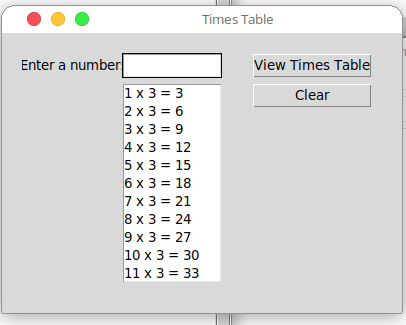 Times Table
Enter a number:
View Times Table
Clear
1 x 3 = 3
2 x 3 = 6
3 x 3 = 9
4 x 3 = 12
5 x 3 = 15
6 x 3 = 18
7 x 3 = 21
8 x 3 = 24
9 x 3 = 27
10 x 3 = 30
11 x 3 = 33